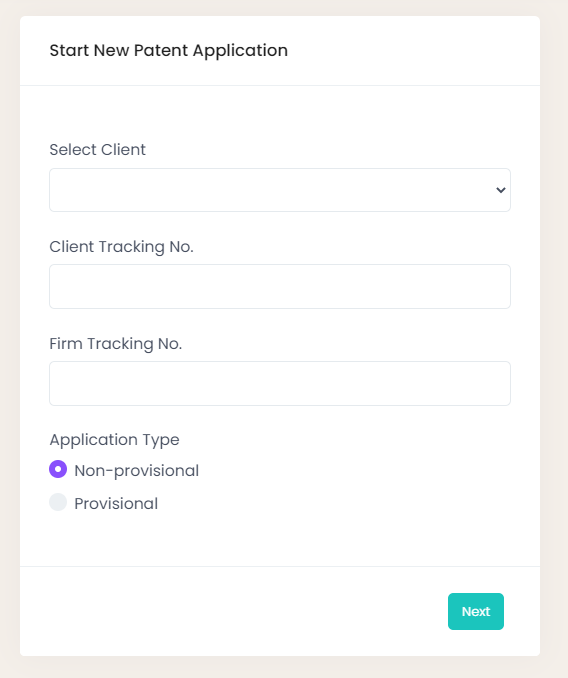 Start New Patent Application
Select Client
Client Tracking No.
Firm Tracking No.
Application Type
Non-provisional
Provisional
Next